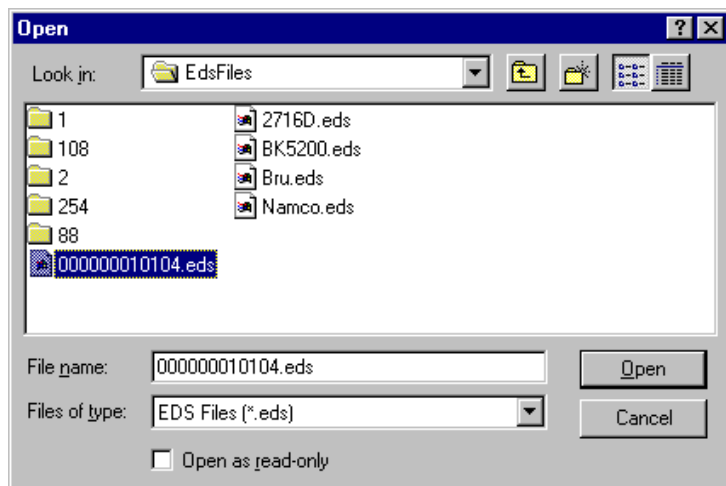 Open
Look in: EdsFiles
1
108
2
254
88
000000010104.eds
2716D.eds
BK5200.eds
Bru.eds
Namco.eds
File name: 000000010104.eds Open
Files of type: EDS Files (*.eds) Cancel
Open as read-only